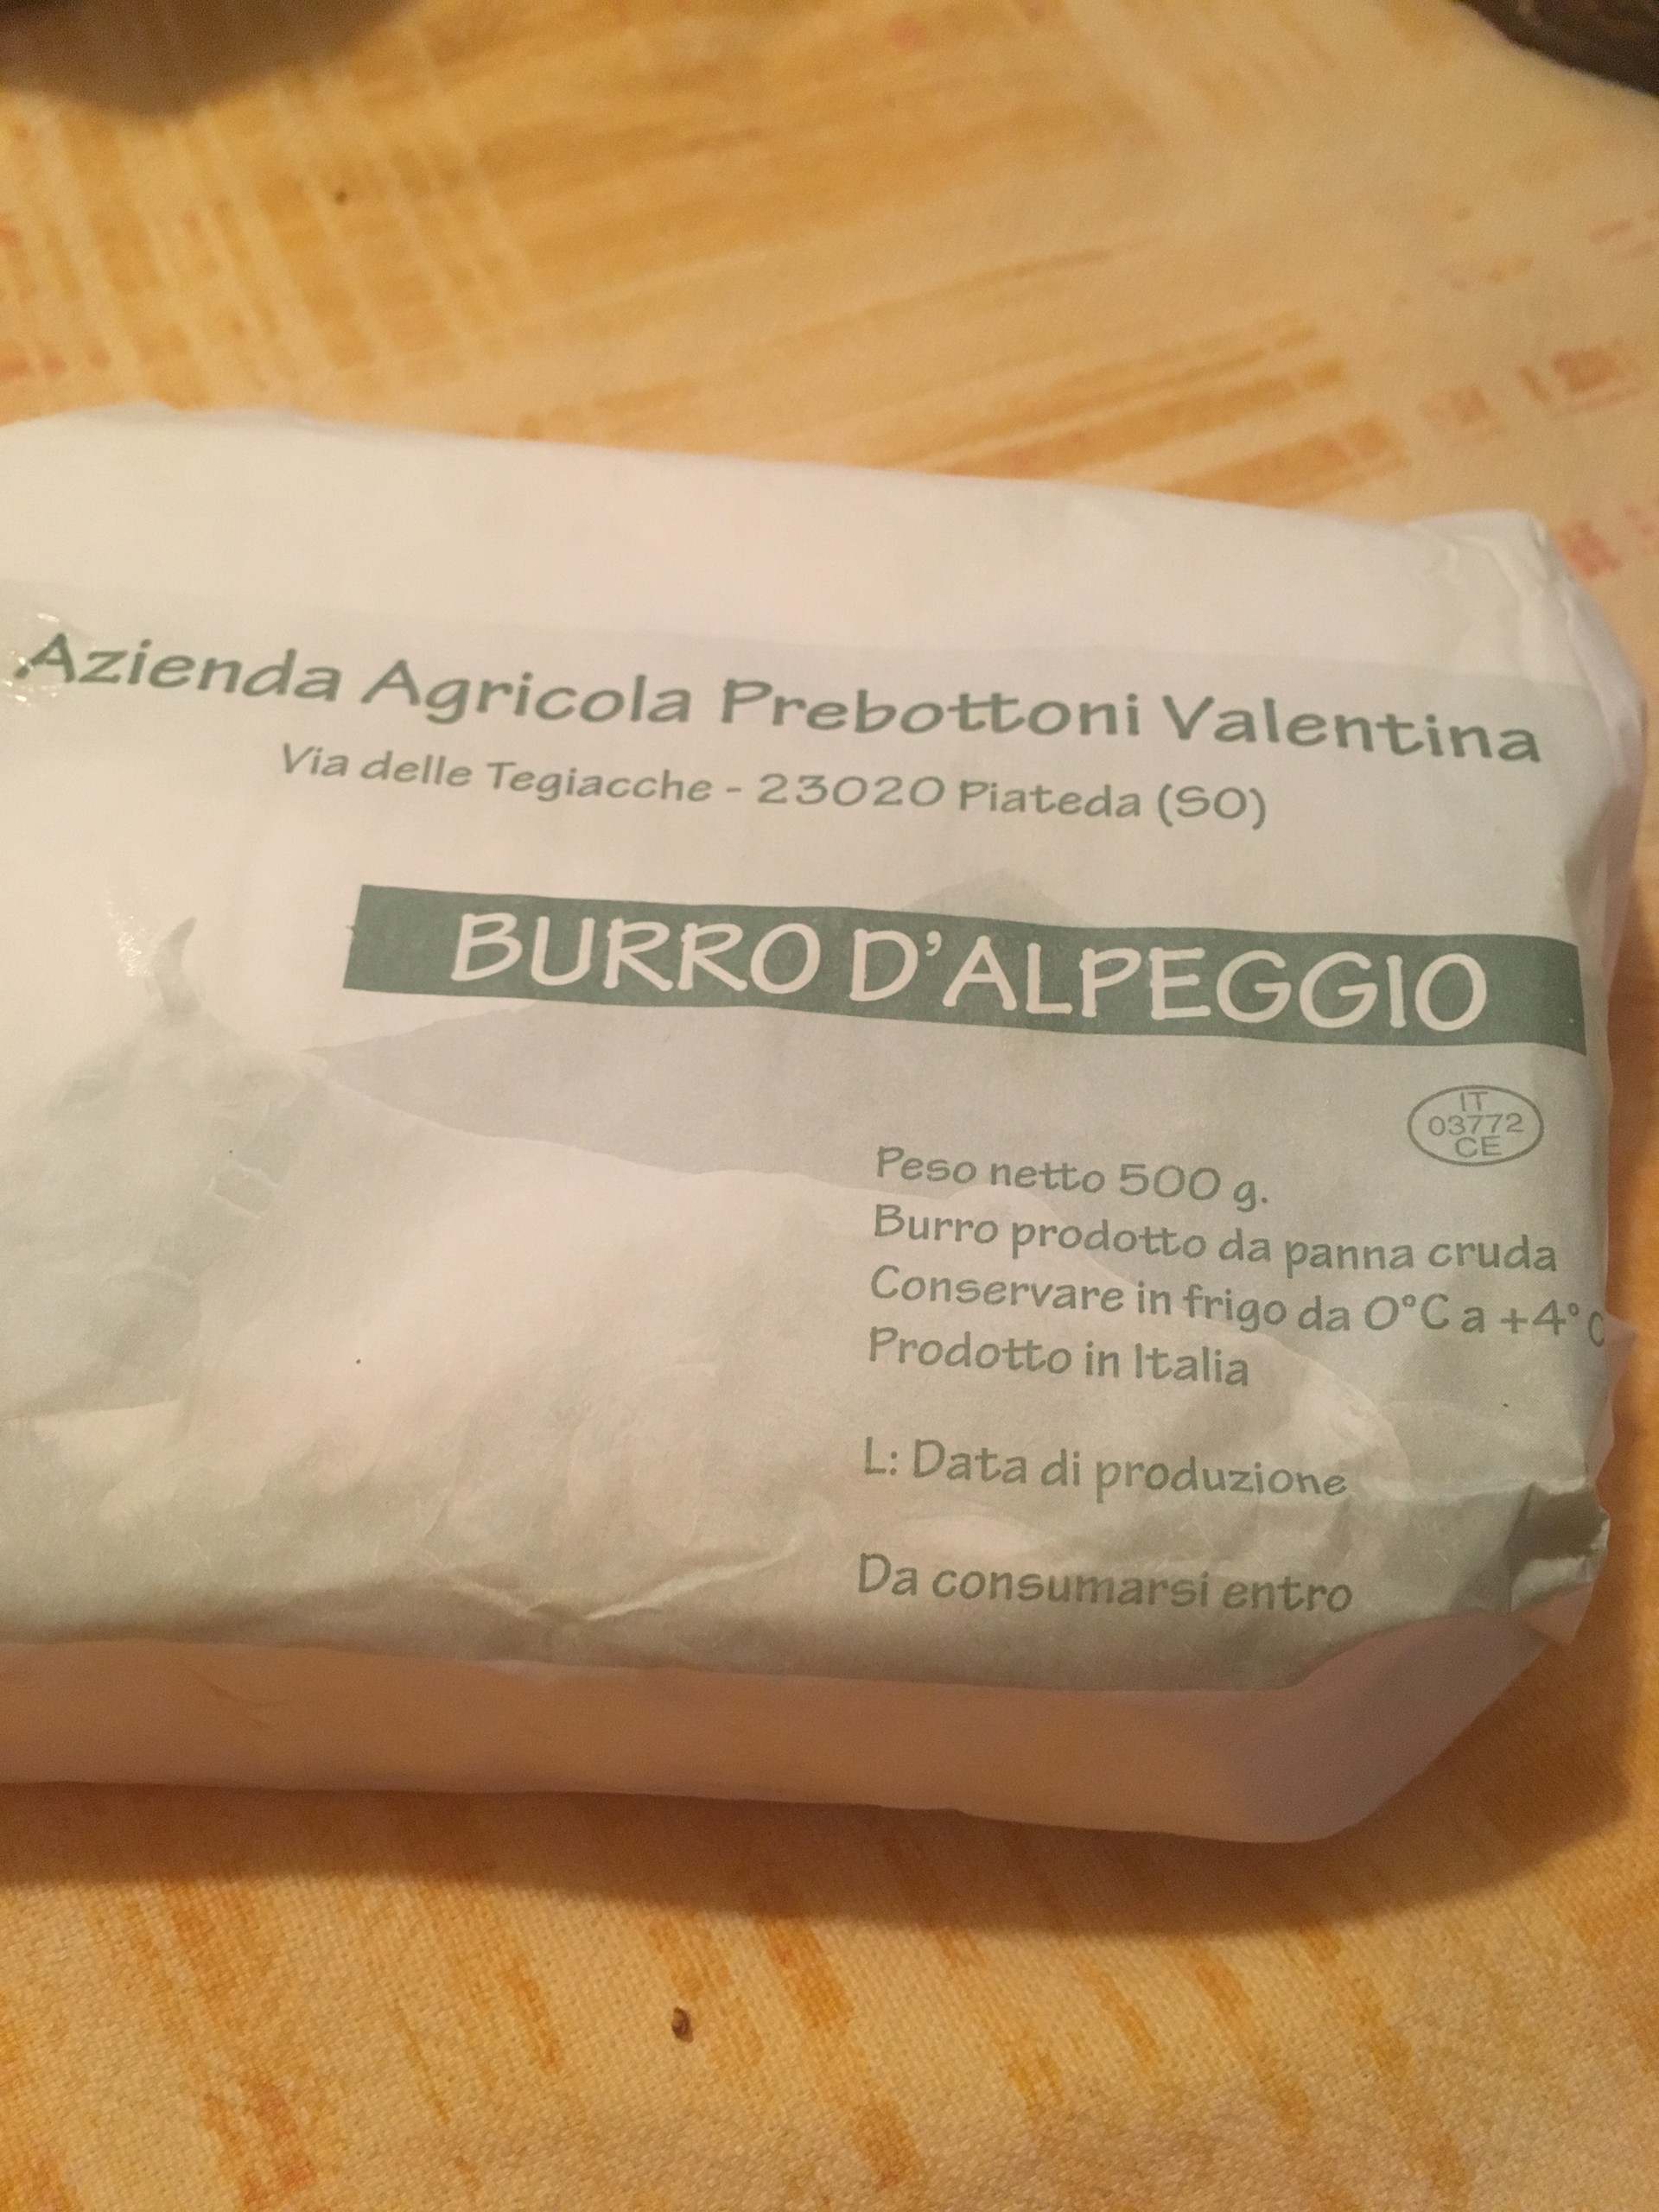 Azienda Agricola Prebottoni Valentina
Via delle Tegiacche - 23020 Piateda (SO)
BURRO D'ALPEGGIO
IT
03772
CE
Peso netto 500 g.
Burro prodotto da panna cruda
Conservare in frigo da 0°C a +4°C
Prodotto in Italia
L: Data di produzione
Da consumarsi entro